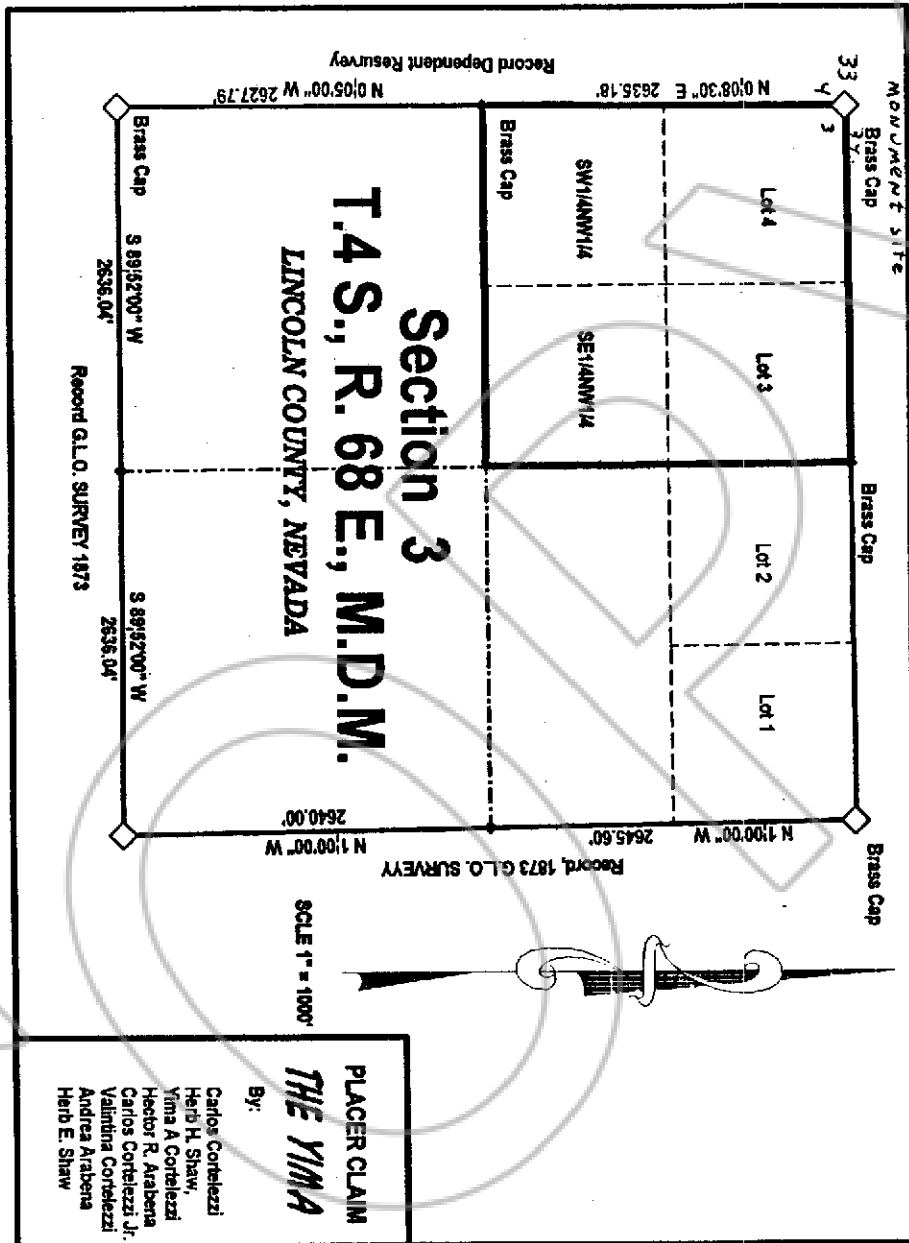 MONUMENT SITE
33
34
4
3
Brass Cap
Brass Cap
Brass Cap
Lot 4
Lot 3
Lot 2
Lot 1
N 0¦08'30" E 2635.18'
N 1¦00'00" W 2645.60'
SW1/4NW1/4
SE1/4NW1/4
Brass Cap
Record Dependent Resurvey
Record, 1873 G.L.O. SURVEYY
Section 3
T.4 S., R. 68 E., M.D.M.
LINCOLN COUNTY, NEVADA
N 0¦05'00" W 2627.79'
N 1¦00'00" W
2640.00'
Brass Cap
S 89¦52'00" W
2636.04'
S 89¦52'00" W
2636.04'
Record G.L.O. SURVEY 1873
SCLE 1" = 1000'
PLACER CLAIM
THE YIMA
By:
Carlos Cortelezzi
Herb H. Shaw,
Yima A Cortelezzi
Hector R. Arabena
Carlos Cortelezzi Jr.
Valintina Cortelezzi
Andrea Arabena
Herb E. Shaw